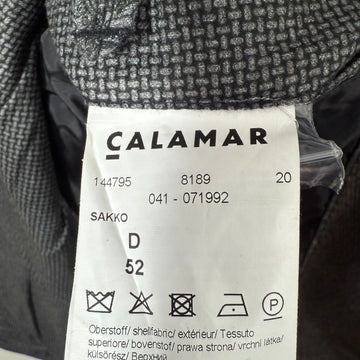 CALAMAR
144795 8189 20
041 - 071992
SAKKO
D
52
P
Oberstoff/ shellfabric/ extérieur/ Tessuto
superiore/ bovenstof/ prawa strona/ vrchní látka/
külsőrész/ Верхний